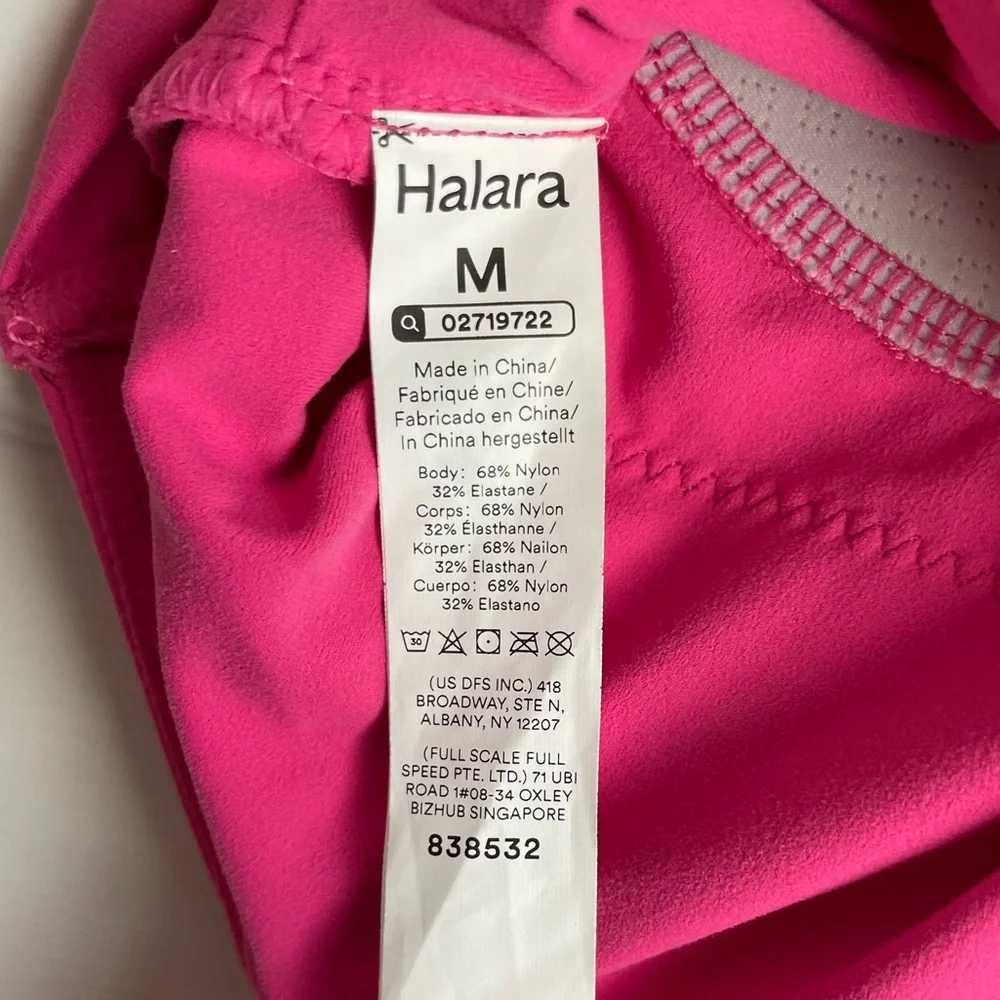 Halara
M
02719722
Made in China/
Fabriqué en Chine/
Fabricado en China/
In China hergestellt
Body: 68% Nylon
32% Elastane /
Corps: 68% Nylon
32% Élasthanne /
Körper: 68% Nailon
32% Elasthan /
Cuerpo: 68% Nylon
32% Elastano
30
(US DFS INC.) 418
BROADWAY, STE N,
ALBANY, NY 12207
(FULL SCALE FULL
SPEED PTE. LTD.) 71 UBI
ROAD 1#08-34 OXLEY
BIZHUB SINGAPORE
838532